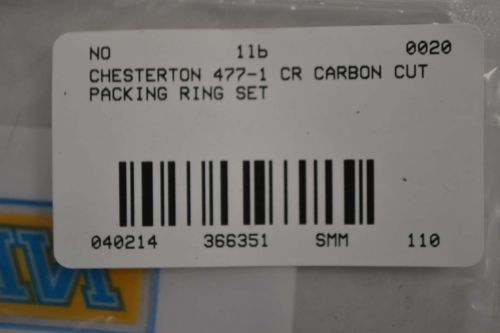 NO 11b 0020
CHESTERTON 477-1 CR CARBON CUT
PACKING RING SET
040214 366351 SMM 110